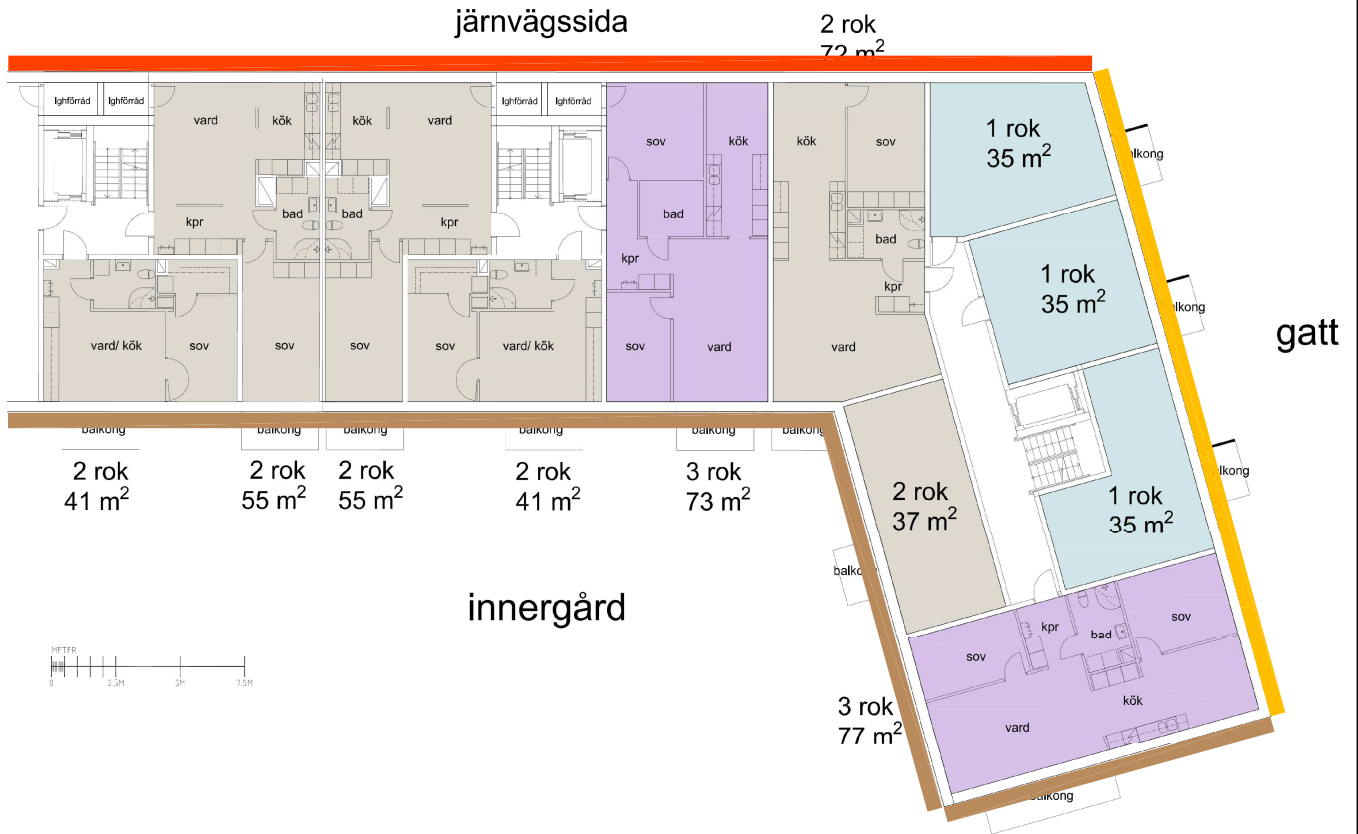 järnvägssida
2 rok
72 m²
lghförråd
lghförråd
lghförråd
lghförråd
vard
kök
kök
vard
sov
kök
kök
sov
1 rok
35 m²
balkong
bad
bad
kpr
kpr
bad
bad
kpr
kpr
1 rok
35 m²
balkong
gatt
vard/ kök
sov
sov
sov
sov
vard/ kök
sov
vard
vard
balkong
balkong
balkong
balkong
balkong
balkong
2 rok
41 m²
2 rok
55 m²
2 rok
55 m²
2 rok
41 m²
3 rok
73 m²
2 rok
37 m²
1 rok
35 m²
lkong
balko
innergård
kpr
bad
sov
sov
kök
vard
3 rok
77 m²
balkong
0
2.5M
5M
7.5M